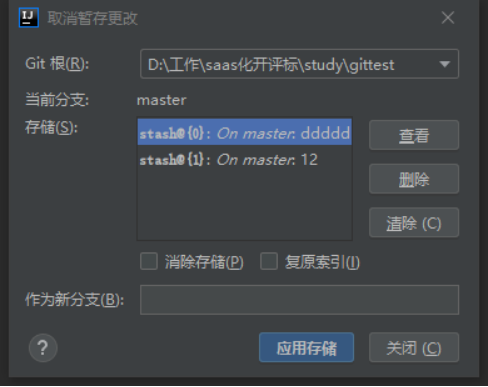 取消暂存更改
Git 根(R): D:\工作\saas化开评标\study\gittest
当前分支: master
存储(S):
stash@{0}: On master: ddddd
stash@{1}: On master: 12
查看
删除
清除 (C)
消除存储(P) 复原索引(I)
作为新分支(B):
? 应用存储 关闭 (C)